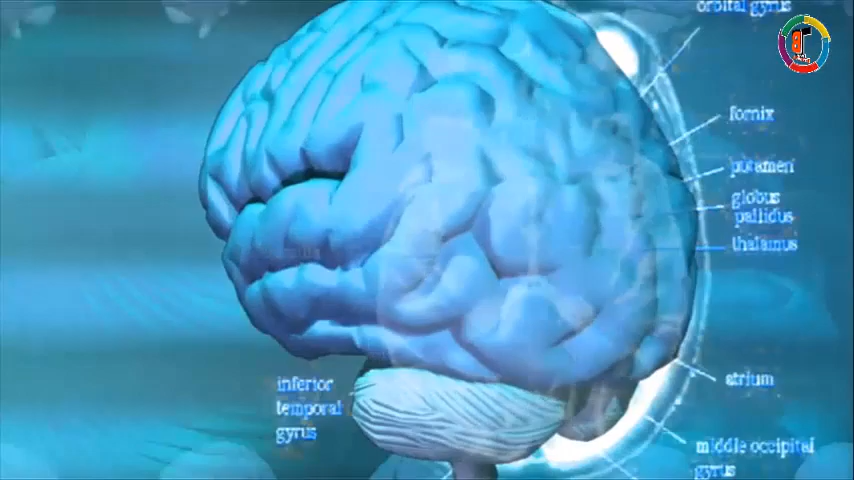 orbital gyrus
fornix
putamen
globus
pallidus
thalamus
atrium
inferior
temporal
gyrus
middle occipital
gyrus